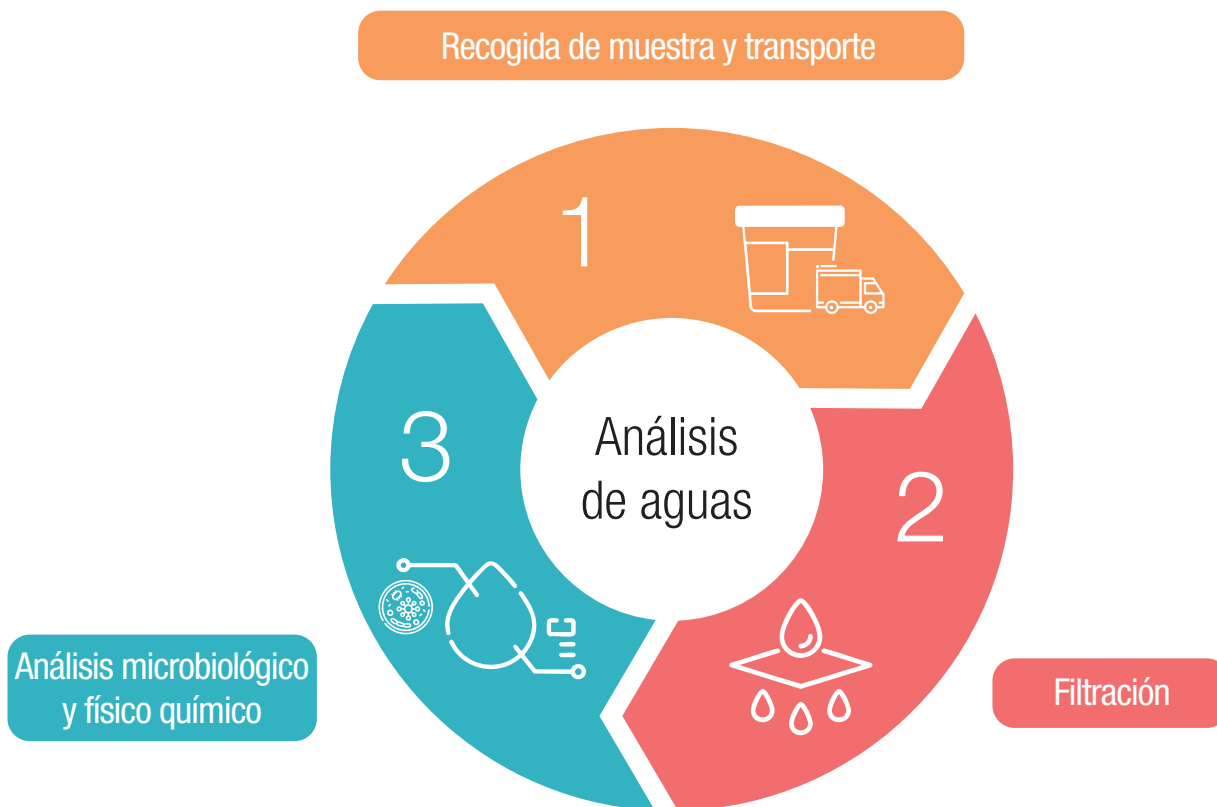 Recogida de muestra y transporte
1
2
3
Análisis
de aguas
Análisis microbiológico
y físico químico
Filtración